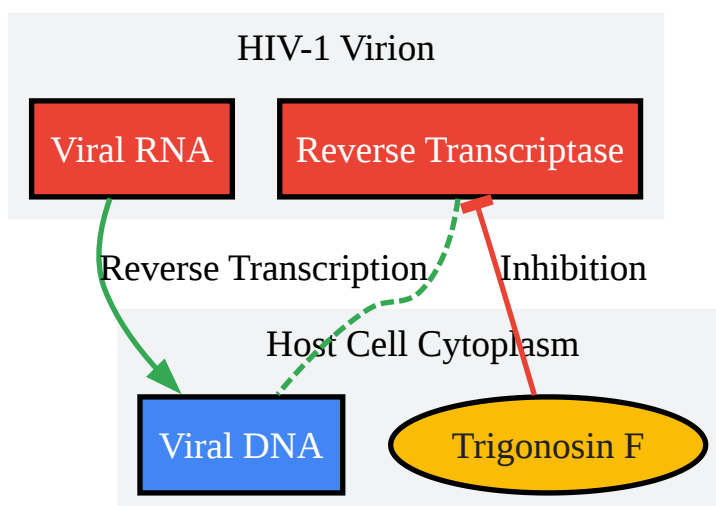 HIV-1 Virion
Viral RNA
Reverse Transcriptase
Reverse Transcription
Inhibition
Host Cell Cytoplasm
Viral DNA
Trigonosin F